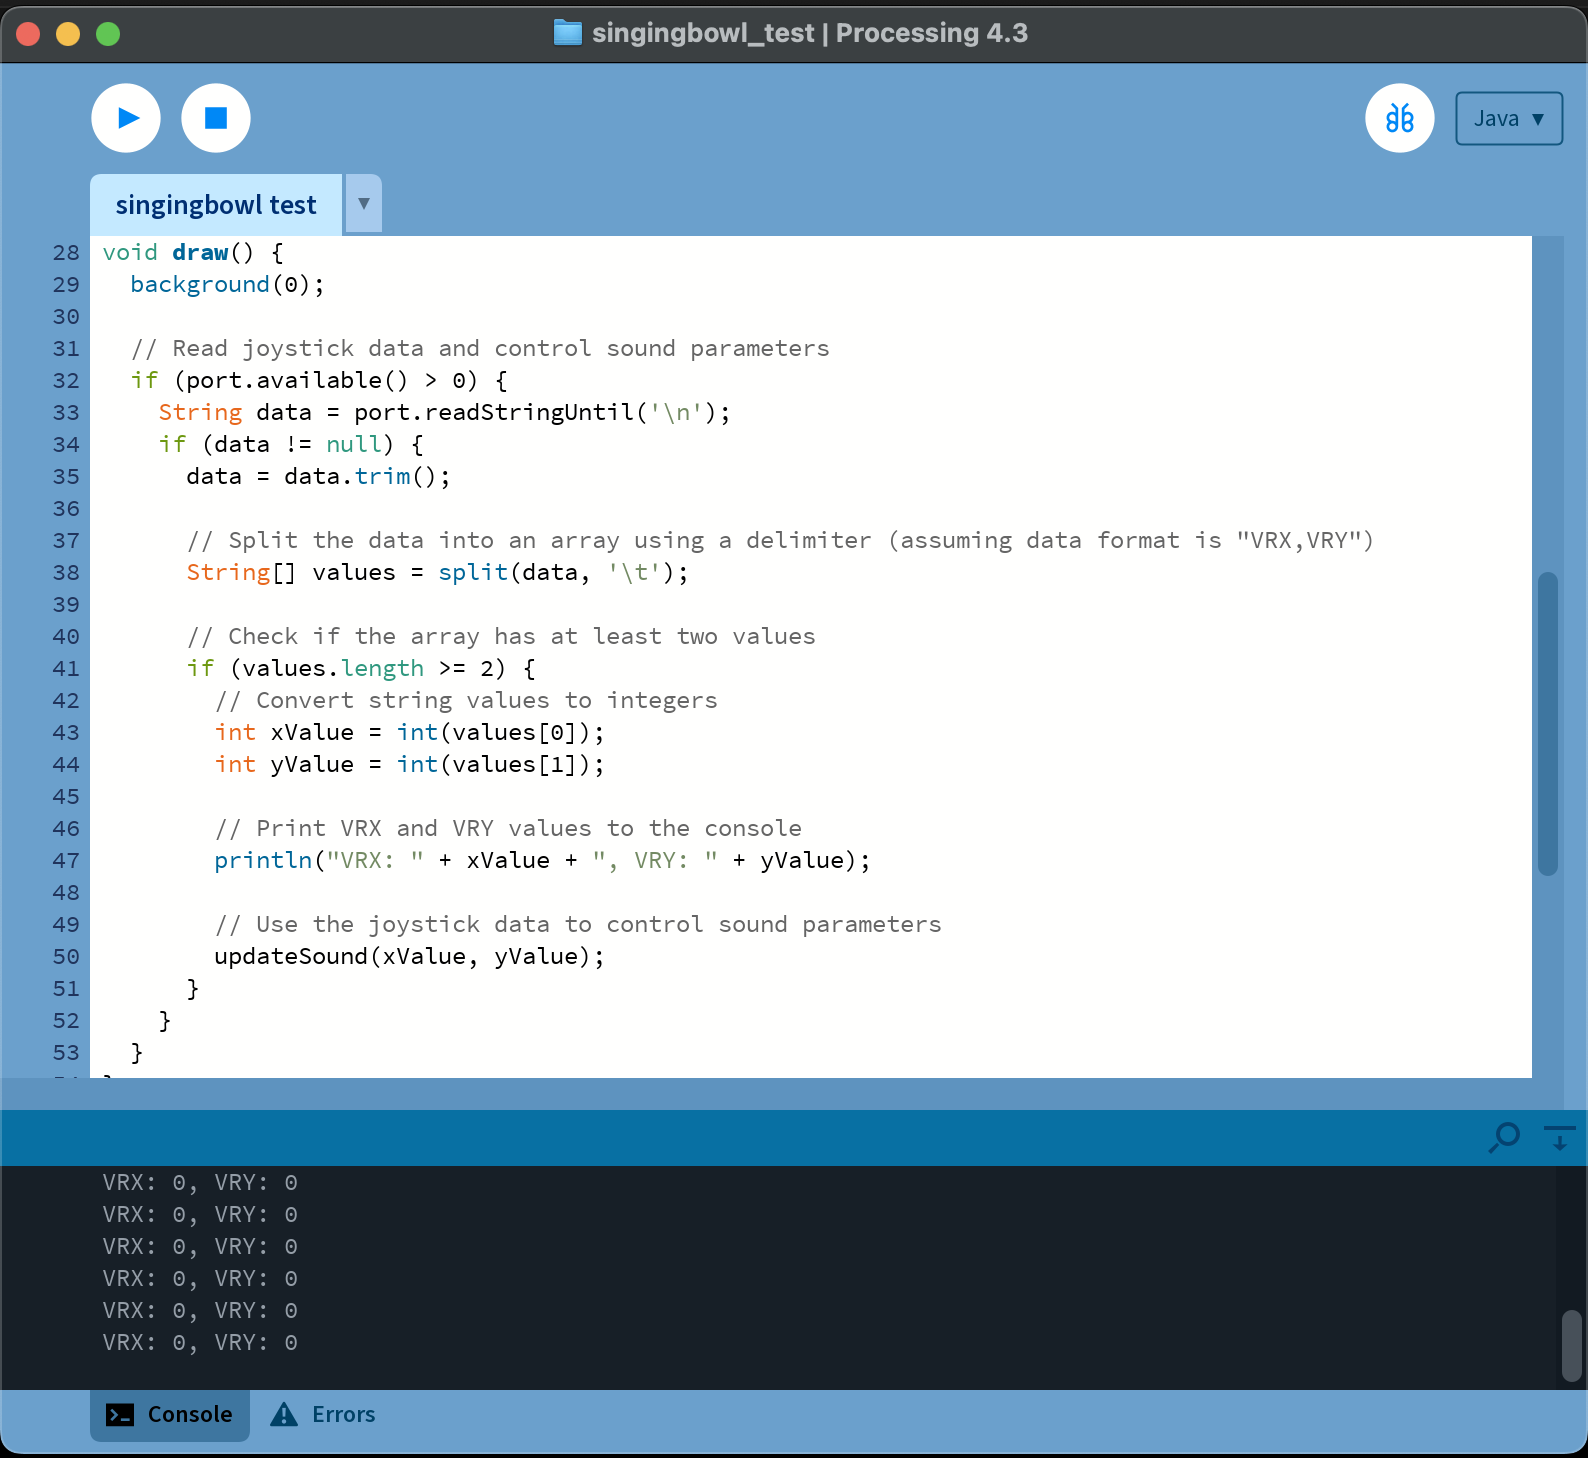 singingbowl_test | Processing 4.3
Java ▼
singingbowl test ▼
28 void draw() {
29   background(0);
30
31   // Read joystick data and control sound parameters
32   if (port.available() > 0) {
33     String data = port.readStringUntil('\n');
34     if (data != null) {
35       data = data.trim();
36
37       // Split the data into an array using a delimiter (assuming data format is "VRX,VRY")
38       String[] values = split(data, '\t');
39
40       // Check if the array has at least two values
41       if (values.length >= 2) {
42         // Convert string values to integers
43         int xValue = int(values[0]);
44         int yValue = int(values[1]);
45
46         // Print VRX and VRY values to the console
47         println("VRX: " + xValue + ", VRY: " + yValue);
48
49         // Use the joystick data to control sound parameters
50         updateSound(xValue, yValue);
51       }
52     }
53   }
VRX: 0, VRY: 0
VRX: 0, VRY: 0
VRX: 0, VRY: 0
VRX: 0, VRY: 0
VRX: 0, VRY: 0
VRX: 0, VRY: 0
Console Errors